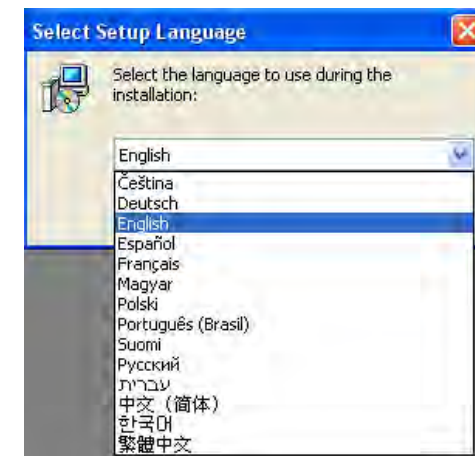 Select Setup Language
Select the language to use during the
installation:
English
Čeština
Deutsch
English
Español
Français
Magyar
Polski
Português (Brasil)
Suomi
Русский
עברית
中文（简体）
한국어
繁體中文